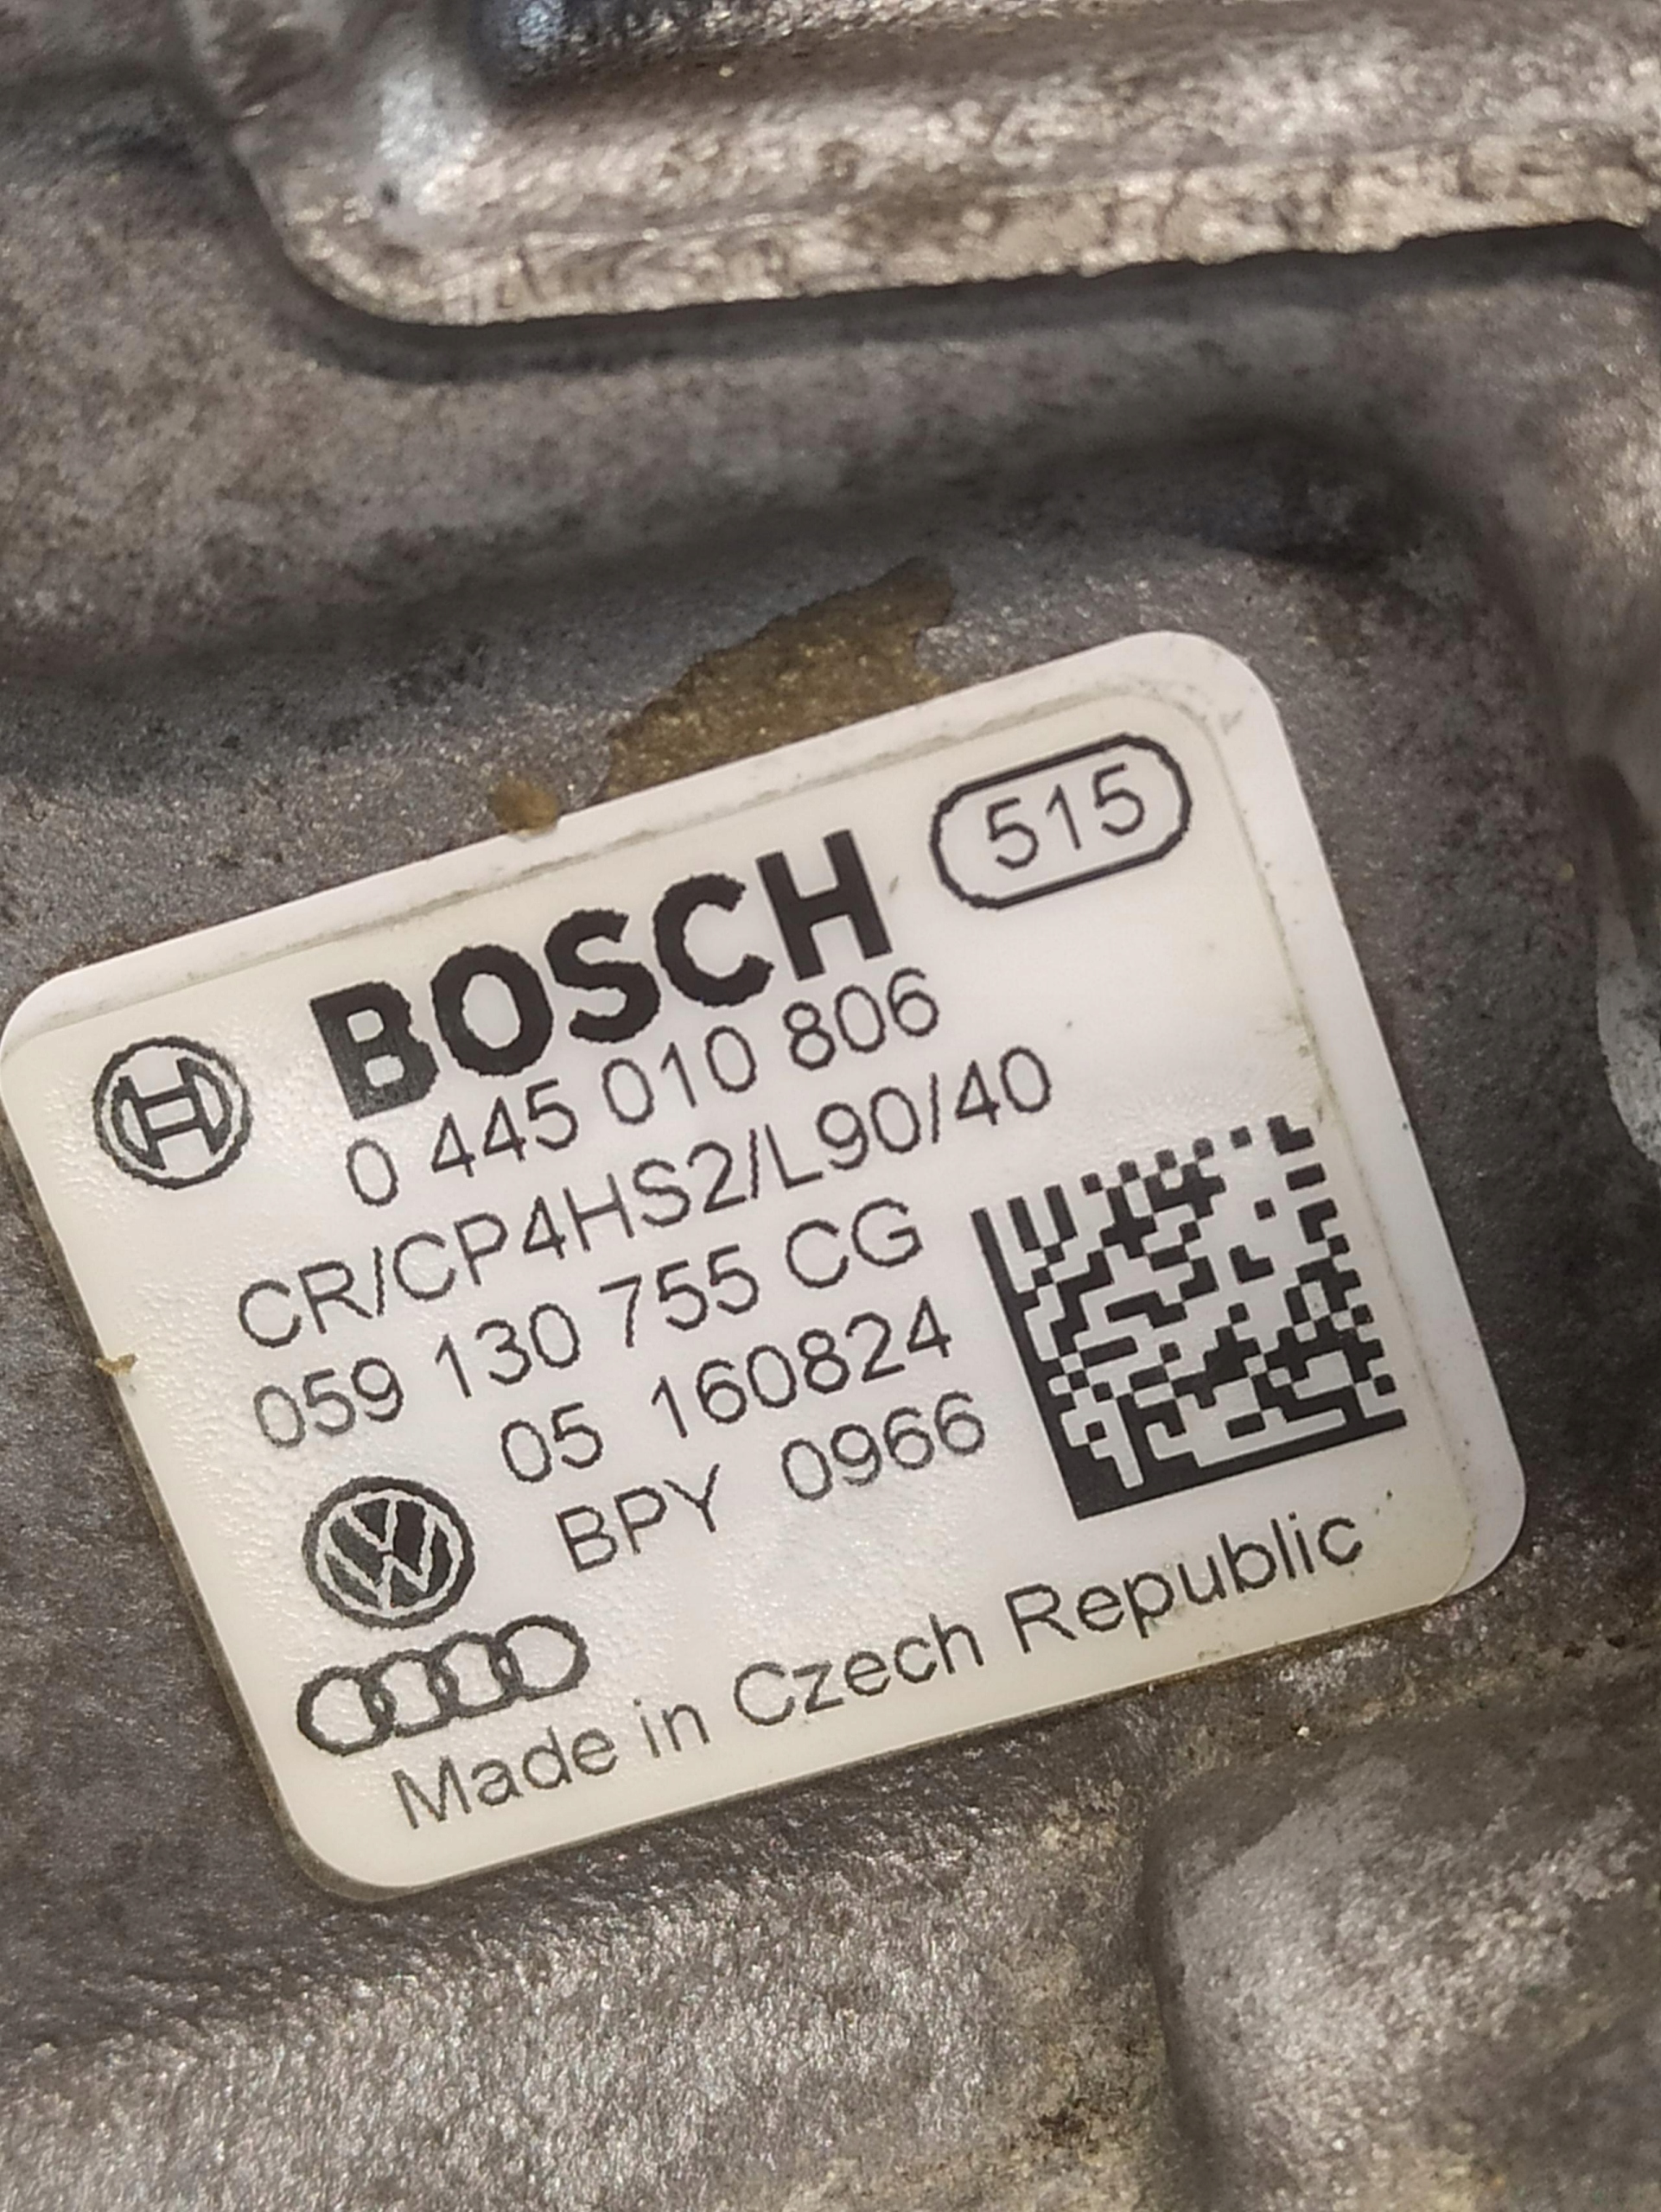 515
BOSCH
0 445 010 806
CR/CP4HS2/L90/40
059 130 755 CG
05 160824
BPY 0966
Made in Czech Republic